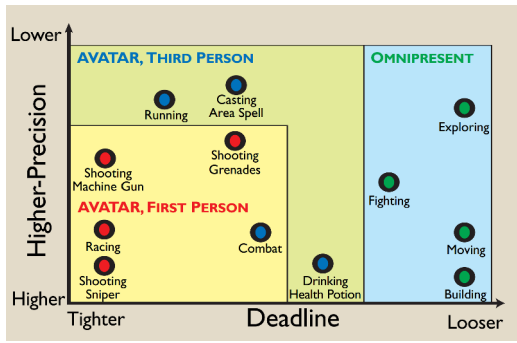 Lower
AVATAR, THIRD PERSON
OMNIPRESENT
Running
Casting
Area Spell
Exploring
Shooting
Machine Gun
Shooting
Grenades
Fighting
AVATAR, FIRST PERSON
Racing
Combat
Moving
Shooting
Sniper
Drinking
Health Potion
Building
Higher-Precision
Higher
Tighter
Deadline
Looser